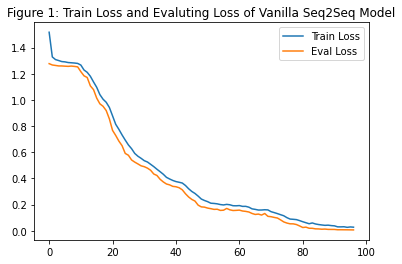 Figure 1: Train Loss and Evaluting Loss of Vanilla Seq2Seq Model
Train Loss
Eval Loss
1.4
1.2
1.0
0.8
0.6
0.4
0.2
0.0
0 20 40 60 80 100